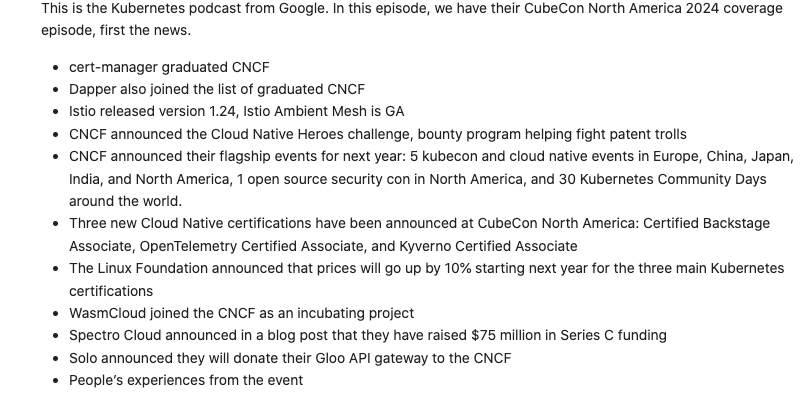 This is the Kubernetes podcast from Google. In this episode, we have their CubeCon North America 2024 coverage
episode, first the news.
• cert-manager graduated CNCF
• Dapper also joined the list of graduated CNCF
• Istio released version 1.24, Istio Ambient Mesh is GA
• CNCF announced the Cloud Native Heroes challenge, bounty program helping fight patent trolls
• CNCF announced their flagship events for next year: 5 kubecon and cloud native events in Europe, China, Japan,
India, and North America, 1 open source security con in North America, and 30 Kubernetes Community Days
around the world.
• Three new Cloud Native certifications have been announced at CubeCon North America: Certified Backstage
Associate, OpenTelemetry Certified Associate, and Kyverno Certified Associate
• The Linux Foundation announced that prices will go up by 10% starting next year for the three main Kubernetes
certifications
• WasmCloud joined the CNCF as an incubating project
• Spectro Cloud announced in a blog post that they have raised $75 million in Series C funding
• Solo announced they will donate their Gloo API gateway to the CNCF
• People’s experiences from the event